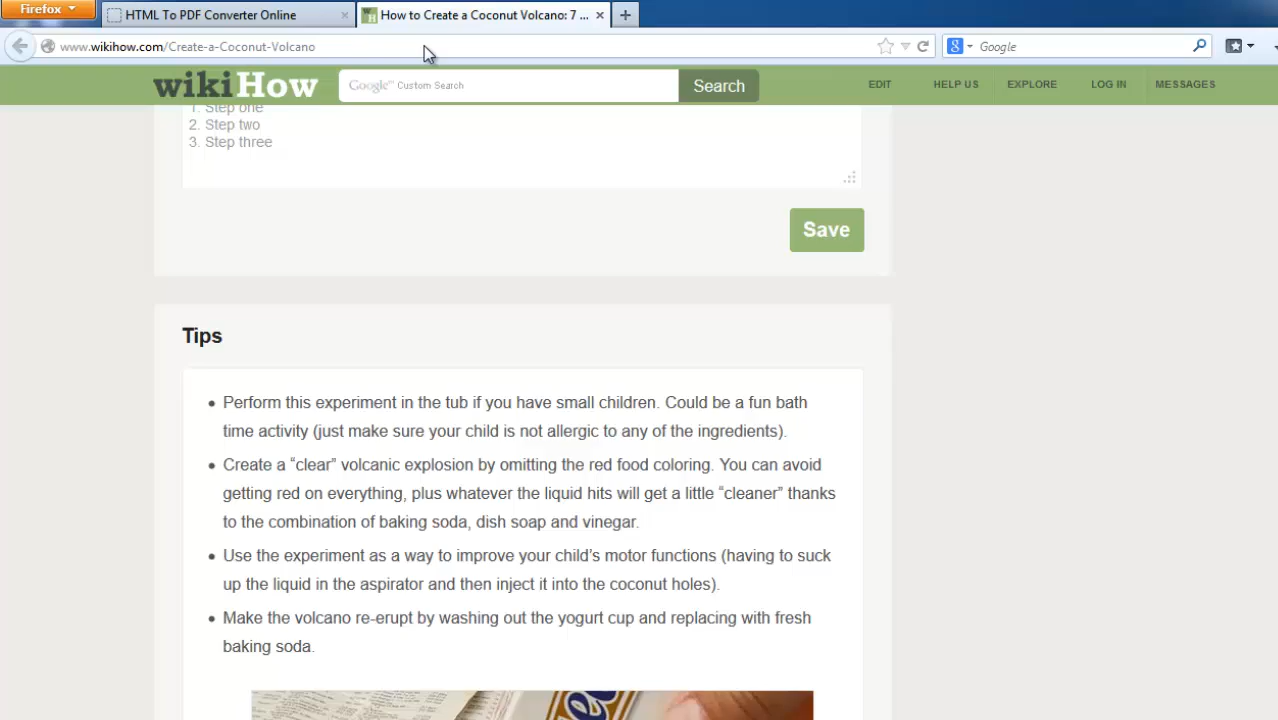 Firefox
HTML To PDF Converter Online
How to Create a Coconut Volcano: 7 ...
www.wikihow.com/Create-a-Coconut-Volcano
Google
wikiHow
Google™ Custom Search
Search
EDIT
HELP US
EXPLORE
LOG IN
MESSAGES
1. Step one
2. Step two
3. Step three
Save
Tips
Perform this experiment in the tub if you have small children. Could be a fun bath
time activity (just make sure your child is not allergic to any of the ingredients).
Create a “clear” volcanic explosion by omitting the red food coloring. You can avoid
getting red on everything, plus whatever the liquid hits will get a little “cleaner” thanks
to the combination of baking soda, dish soap and vinegar.
Use the experiment as a way to improve your child’s motor functions (having to suck
up the liquid in the aspirator and then inject it into the coconut holes).
Make the volcano re-erupt by washing out the yogurt cup and replacing with fresh
baking soda.